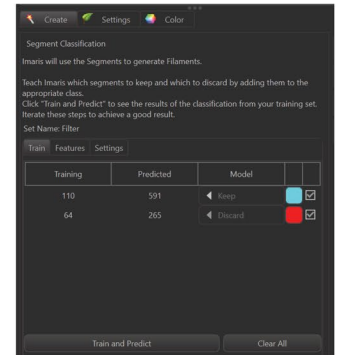 Create Settings Color
Segment Classification
Imaris will use the Segments to generate Filaments.
Teach Imaris which segments to keep and which to discard by adding them to the
appropriate class.
Click "Train and Predict" to see the results of the classification from your training set.
Iterate these steps to achieve a good result.
Set Name: Filter
Train Features Settings
Training Predicted Model
110 591 Keep
64 265 Discard
Train and Predict Clear All